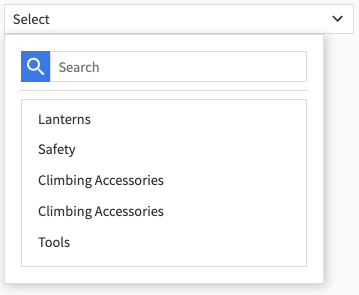 Select
Search
Lanterns
Safety
Climbing Accessories
Climbing Accessories
Tools